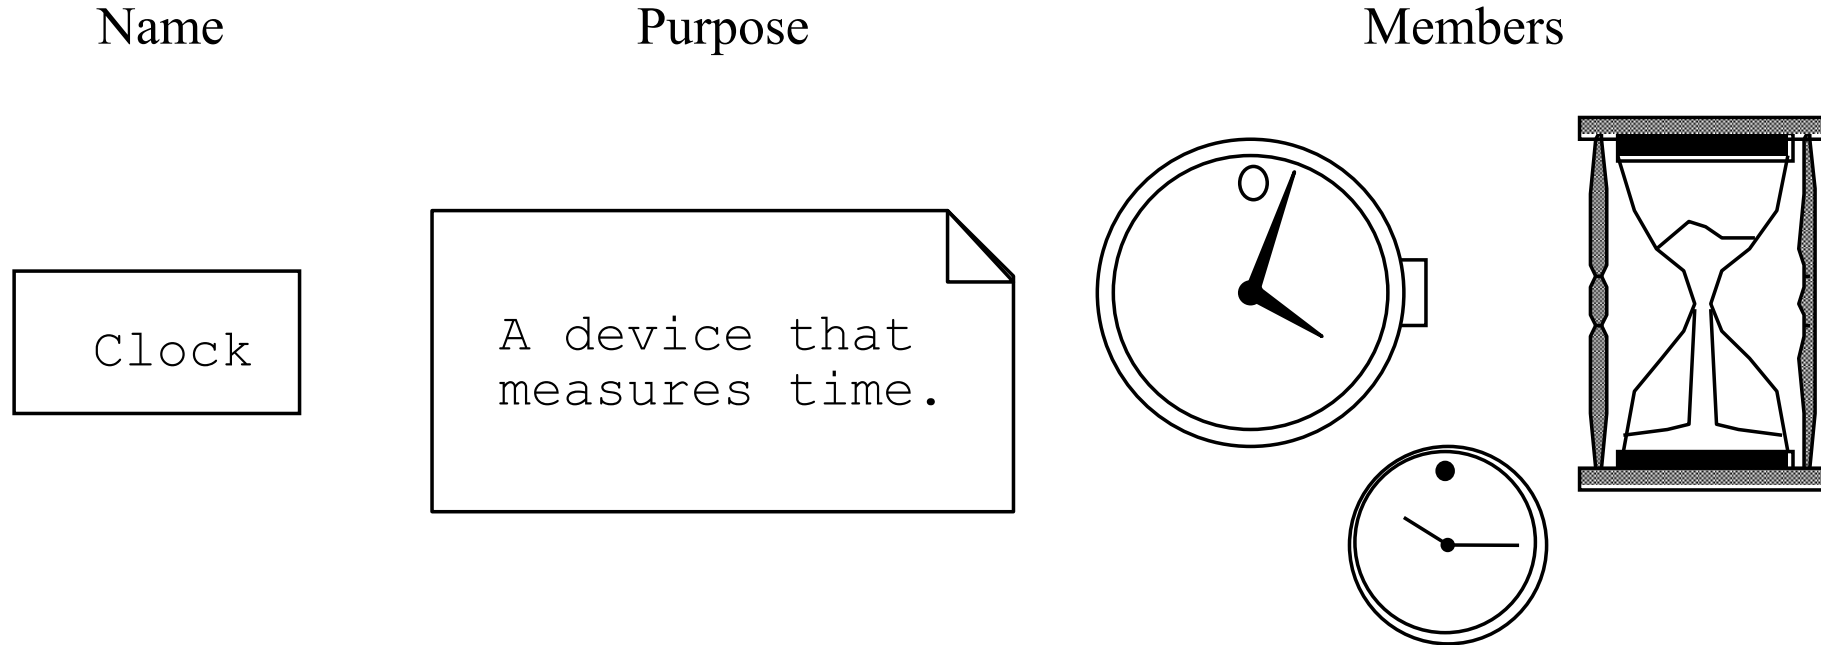 Name
Purpose
Members
Clock
A device that
measures time.